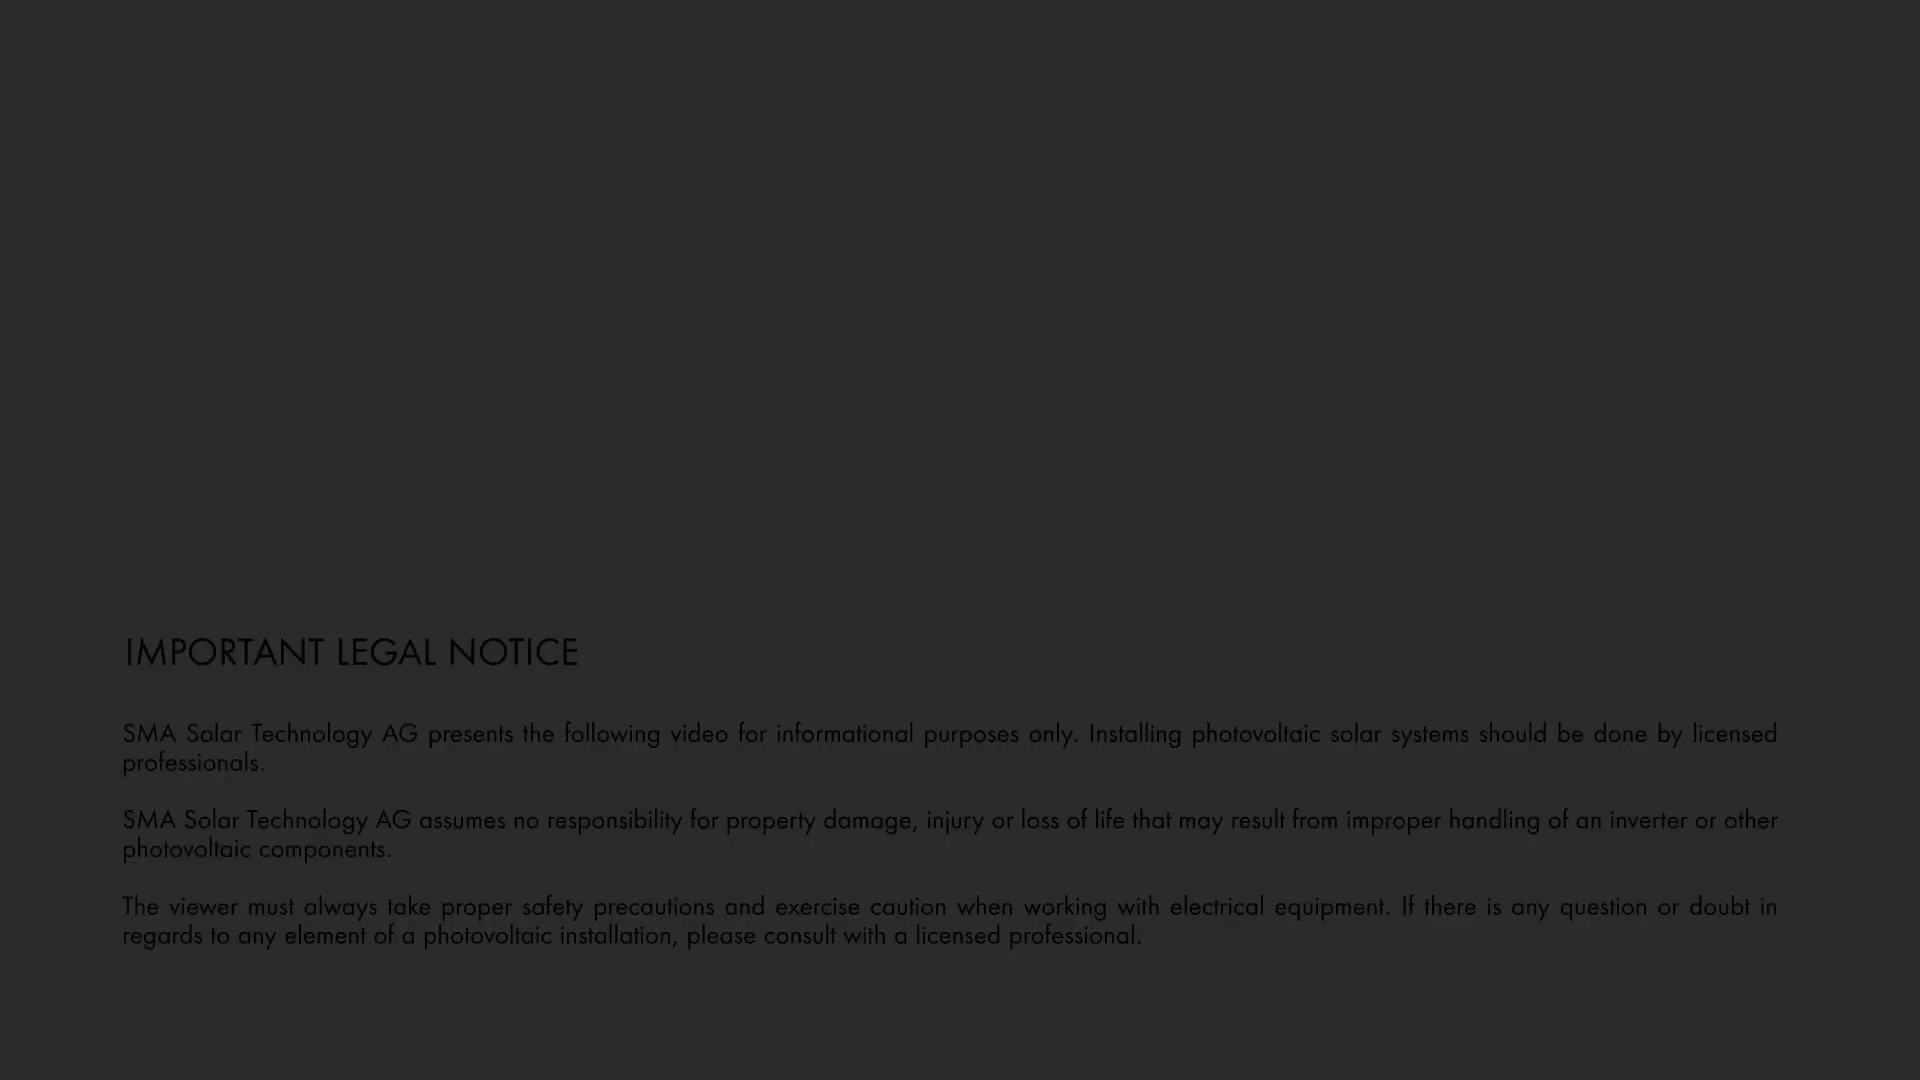 IMPORTANT LEGAL NOTICE
SMA Solar Technology AG presents the following video for informational purposes only. Installing photovoltaic solar systems should be done by licensed
professionals.
SMA Solar Technology AG assumes no responsibility for property damage, injury or loss of life that may result from improper handling of an inverter or other
photovoltaic components.
The viewer must always take proper safety precautions and exercise caution when working with electrical equipment. If there is any question or doubt in
regards to any element of a photovoltaic installation, please consult with a licensed professional.